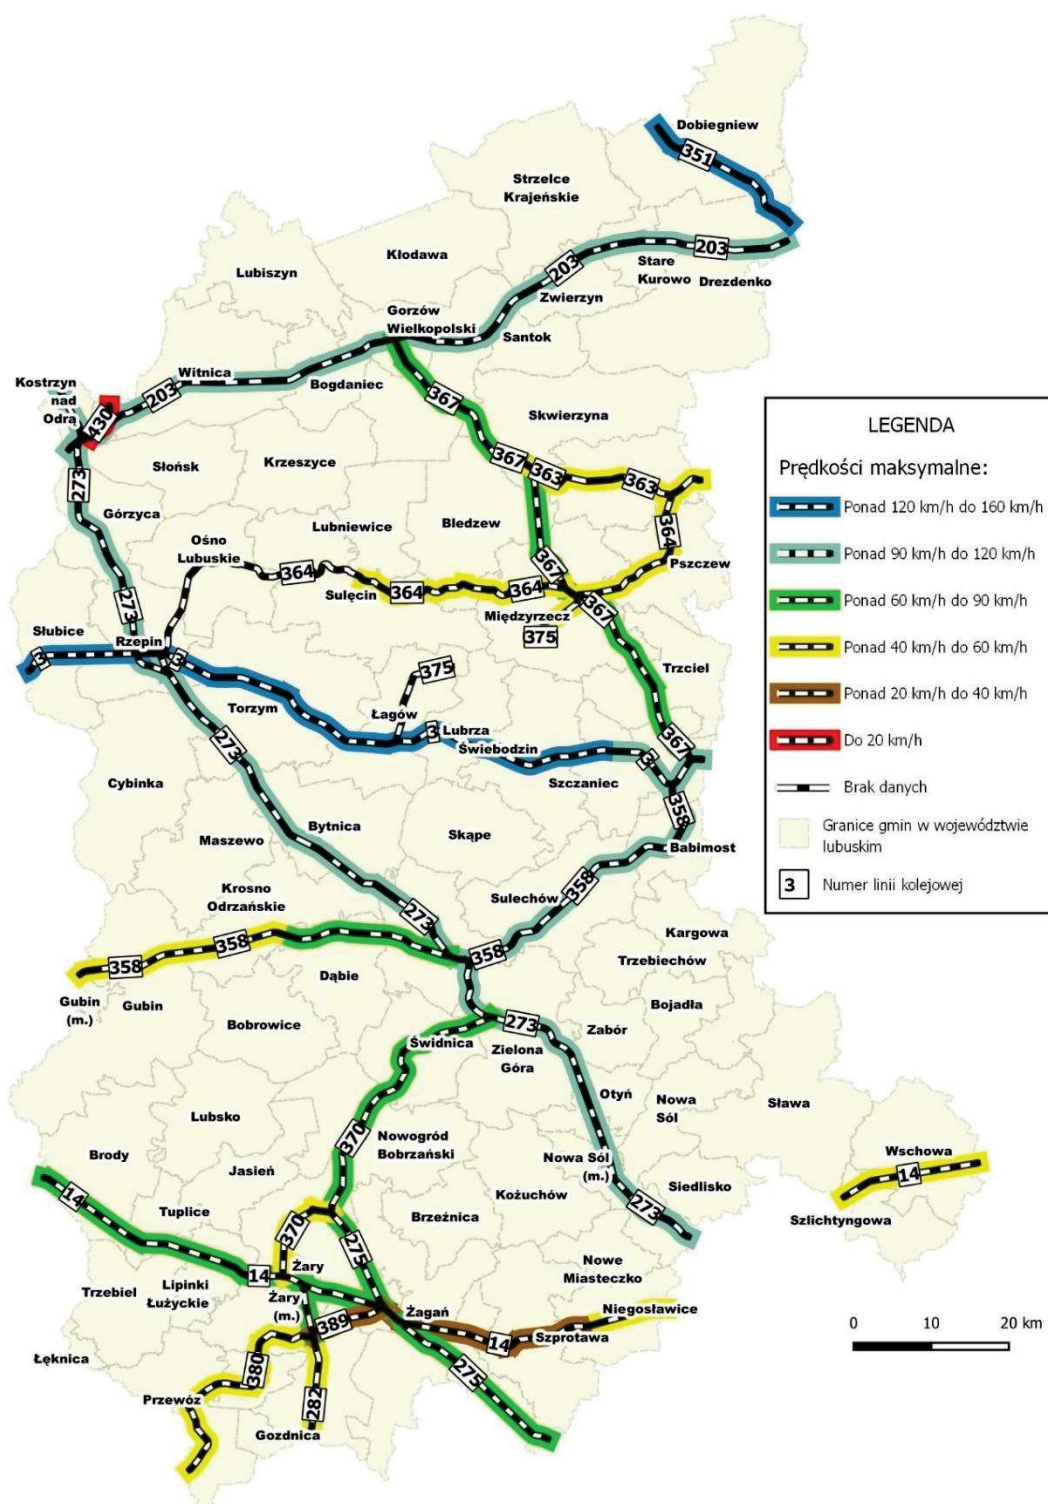 Dobiegniew
351
Strzelce
Krajeńskie
203
Stare
Kurowo
Drezdenko
Kłodawa
Lubiszyn
203
Zwierzyn
Gorzów
Wielkopolski
Santok
Witnica
203
Bogdaniec
Kostrzyn
nad
Odrą
430
367
Skwierzyna
367
363
363
273
Słońsk
Krzeszyce
Górzyca
Lubniewice
Bledzew
364
Ośno
Lubuskie
364
367
Pszczew
Sulęcin
364
364
273
Międzyrzecz
367
375
Słubice
Rzepin
3
3
Trzciel
375
Torzym
Łagów
3
Lubrza
Świebodzin
367
3
273
Szczaniec
Cybinka
358
Bytnica
Skąpe
Maszewo
Babimost
Krosno
Odrzańskie
Sulechów
358
273
358
358
358
Kargowa
Trzebiechów
Dąbie
Gubin
(m.)
Gubin
Bojadła
Bobrowice
273
Zabór
Świdnica
Zielona
Góra
Otyń
Nowa
Sól
Sława
Lubsko
370
Nowogród
Bobrzański
Brody
Jasień
Nowa Sól
(m.)
Wschowa
14
14
Kożuchów
Siedlisko
Tuplice
Brzeźnica
273
Szlichtyngowa
370
275
Nowe
Miasteczko
Żary
14
Trzebiel
Lipinki
Łużyckie
Żary
(m.)
Żagań
Niegosławice
389
14
Szprotawa
Łęknica
380
275
Przewóz
282
Gozdnica
LEGENDA
Prędkości maksymalne:
Ponad 120 km/h do 160 km/h
Ponad 90 km/h do 120 km/h
Ponad 60 km/h do 90 km/h
Ponad 40 km/h do 60 km/h
Ponad 20 km/h do 40 km/h
Do 20 km/h
Brak danych
Granice gmin w województwie
lubuskim
3
Numer linii kolejowej
0 10 20 km